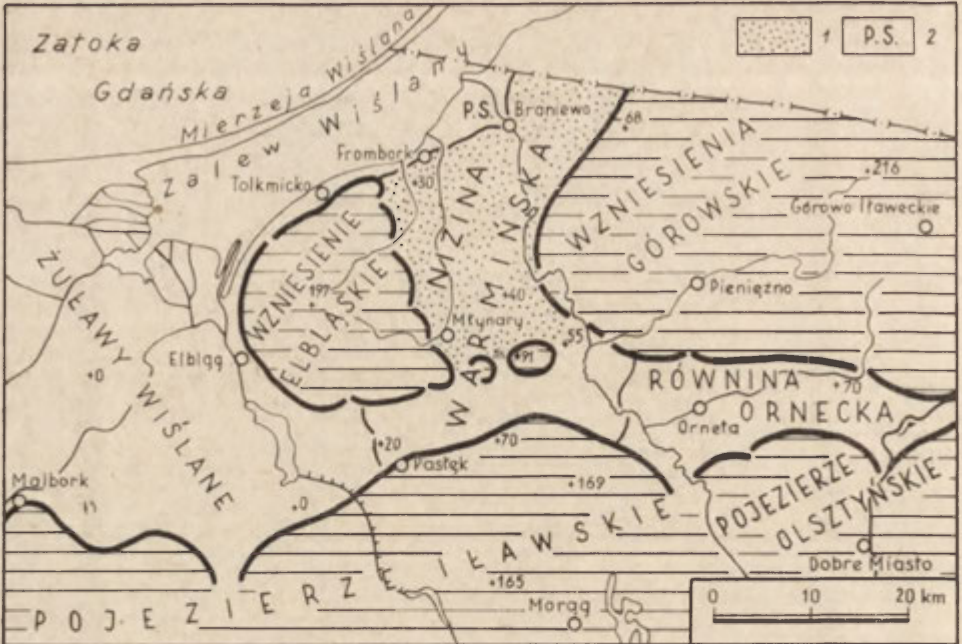 Zatoka
Gdańska
Mierzeja Wiślana
Zalew Wiślany
1
P.S. 2
P.S.
Braniewo
68
Frombork
30
Tolkmicko
WZNIESIENIA
GÓROWSKIE
216
Górowo Iławeckie
Pieniężno
NIZINA
WARMIŃSKA
WZNIESIENIE
ELBLĄSKIE
197
40
Młynary
55
91
ŻUŁAWY
WIŚLANE
0
Elbląg
RÓWNINA
ORNECKA
70
Orneta
20
70
Pasłęk
Malbork
0
169
POJEZIERZE
OLSZTYŃSKIE
Dobre Miasto
POJEZIERZ
IŁAWSKIE
165
Morąg
0 10 20 km